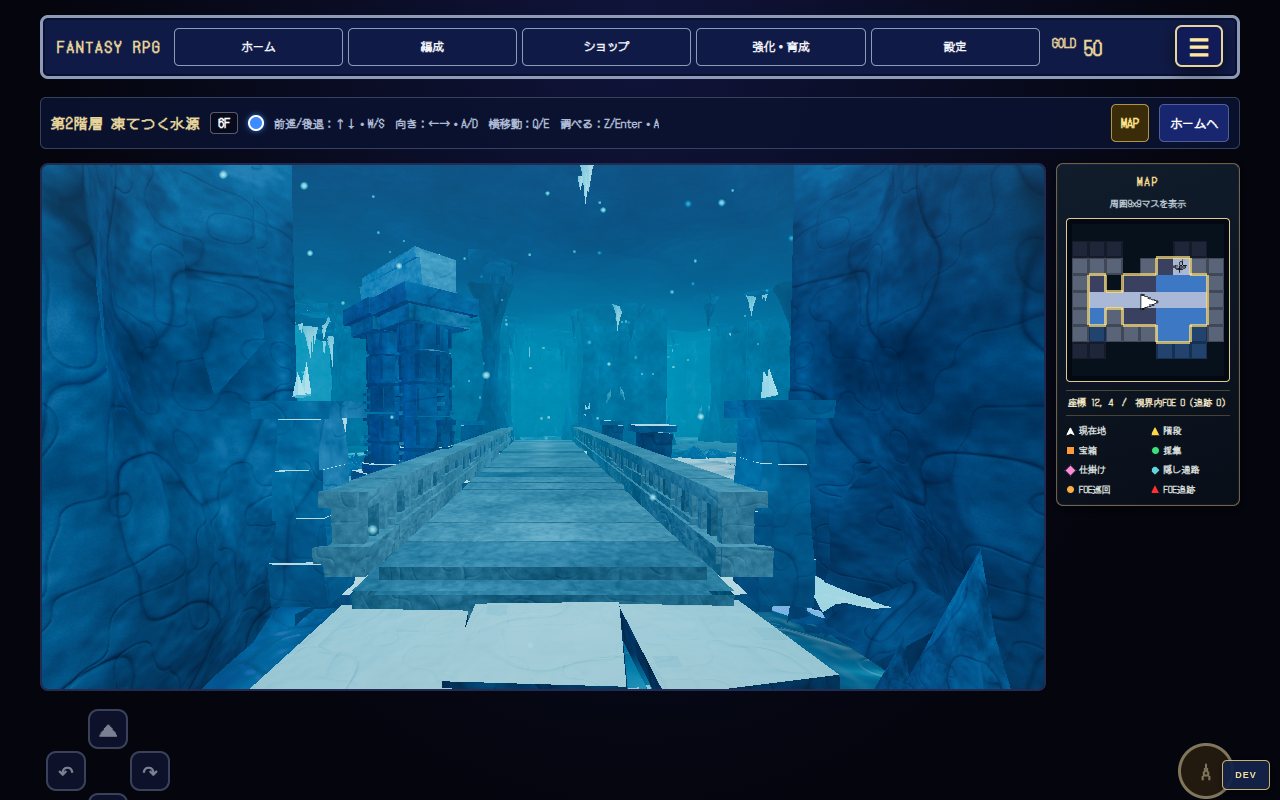 FANTASY RPG
ホーム
編成
ショップ
強化・育成
設定
GOLD 50
第2階層 凍てつく水源
6F
前進/後退：↑↓・W/S 向き：←→・A/D 横移動：Q/E 調べる：Z/Enter・A
MAP
ホームへ
MAP
周囲9x9マスを表示
座標 12, 4 / 視界内FOE 0 (追跡 0)
現在地
階段
宝箱
採集
仕掛け
隠し通路
FOE巡回
FOE追跡
A
DEV